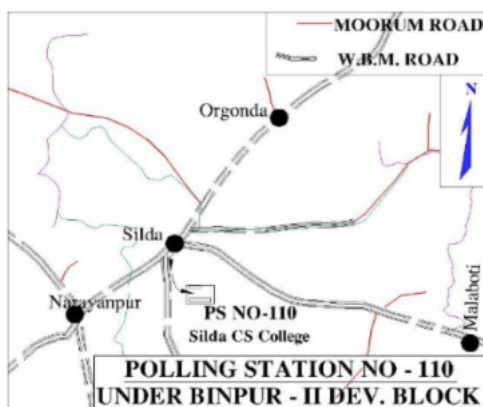 MOORUM ROAD
W.B.M. ROAD
N
Orgonda
Silda
Narayanpur
PS NO-110
Silda CS College
Malaboti
POLLING STATION NO - 110
UNDER BINPUR - II DEV. BLOCK